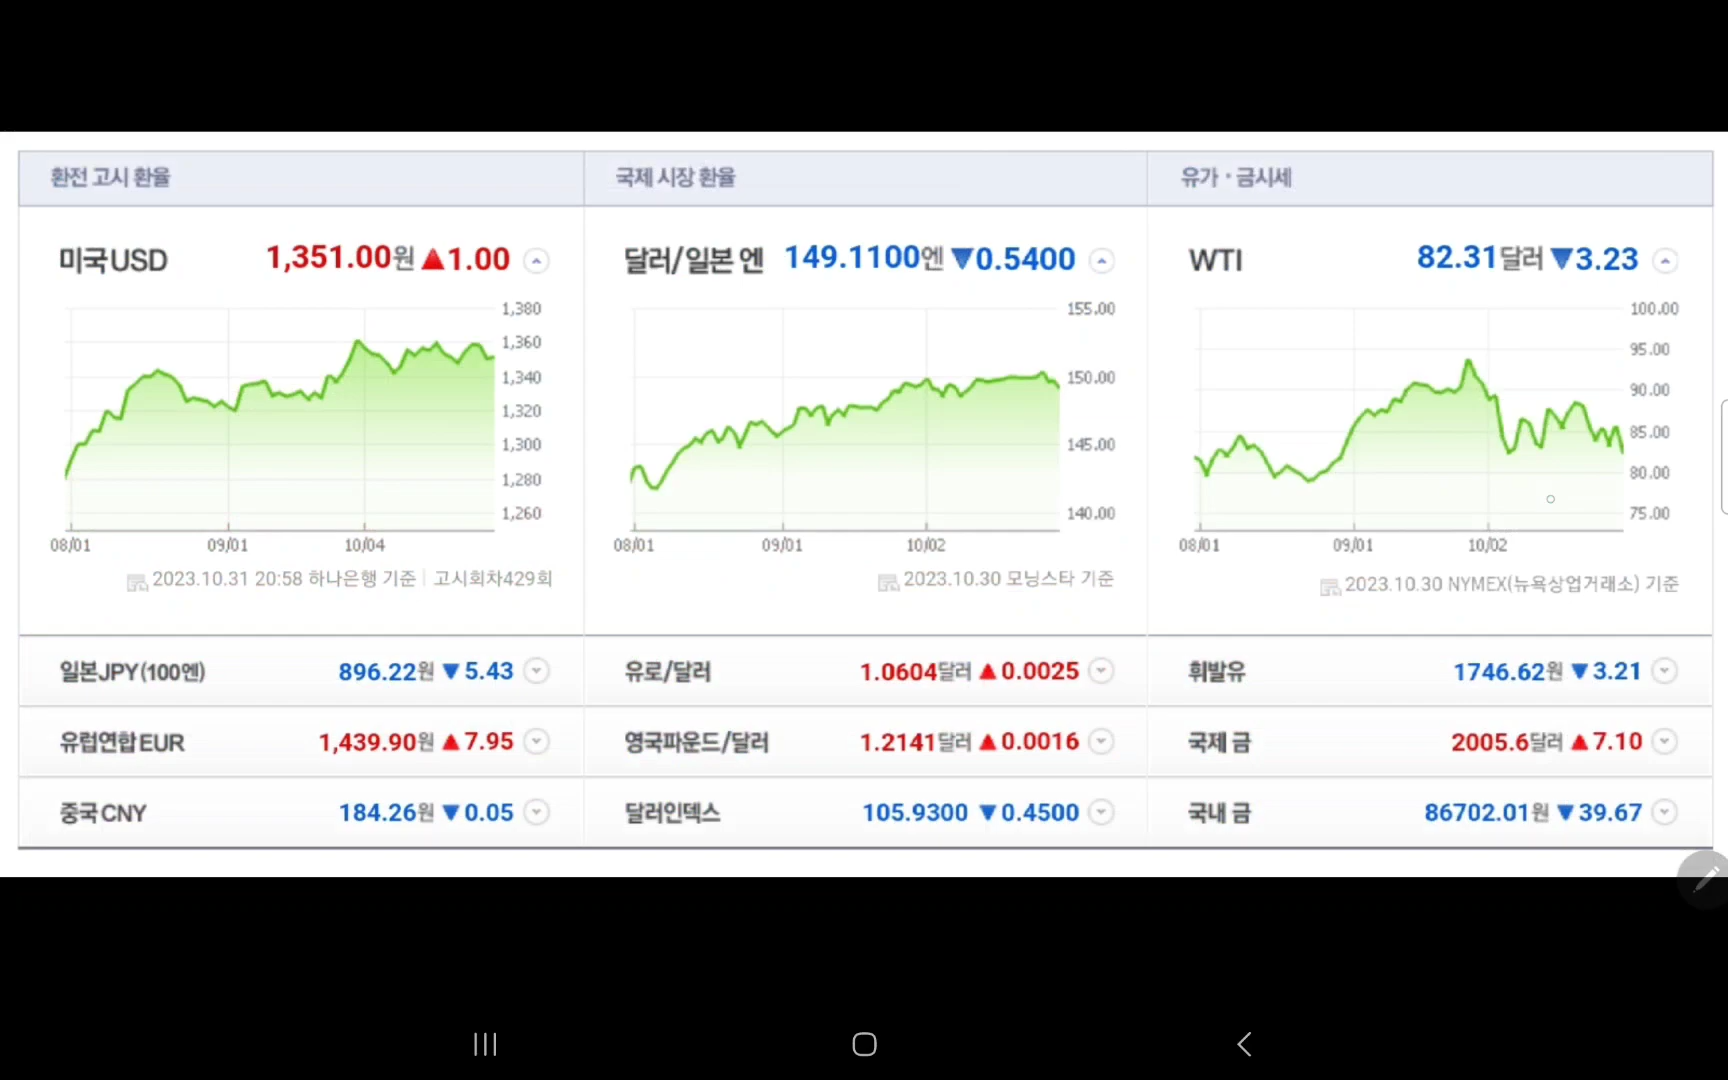 환전 고시 환율
미국USD 1,351.00원 ▲1.00
1,380
1,360
1,340
1,320
1,300
1,280
1,260
08/01 09/01 10/04
2023.10.31 20:58 하나은행 기준 고시회차429회
일본JPY(100엔) 896.22원 ▼5.43
유럽연합EUR 1,439.90원 ▲7.95
중국CNY 184.26원 ▼0.05
국제 시장 환율
달러/일본 엔 149.1100엔 ▼0.5400
155.00
150.00
145.00
140.00
08/01 09/01 10/02
2023.10.30 모닝스타 기준
유로/달러 1.0604달러 ▲0.0025
영국파운드/달러 1.2141달러 ▲0.0016
달러인덱스 105.9300 ▼0.4500
유가·금시세
WTI 82.31달러 ▼3.23
100.00
95.00
90.00
85.00
80.00
75.00
08/01 09/01 10/02
2023.10.30 NYMEX(뉴욕상업거래소) 기준
휘발유 1746.62원 ▼3.21
국제 금 2005.6달러 ▲7.10
국내 금 86702.01원 ▼39.67